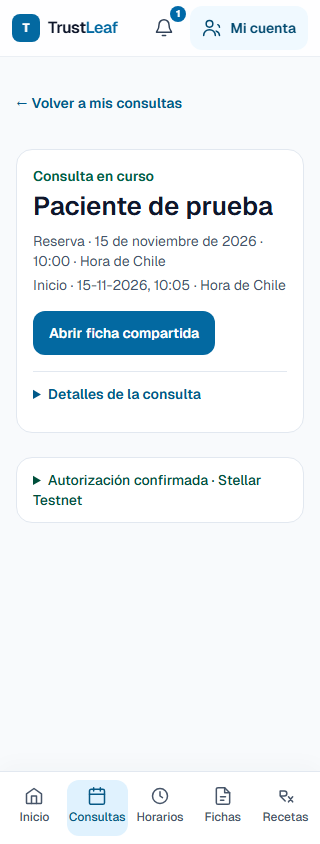 T TrustLeaf 1 Mi cuenta
← Volver a mis consultas
Consulta en curso
Paciente de prueba
Reserva · 15 de noviembre de 2026 ·
10:00 · Hora de Chile
Inicio · 15-11-2026, 10:05 · Hora de Chile
Abrir ficha compartida
▶ Detalles de la consulta
▶ Autorización confirmada · Stellar
Testnet
Inicio Consultas Horarios Fichas Recetas